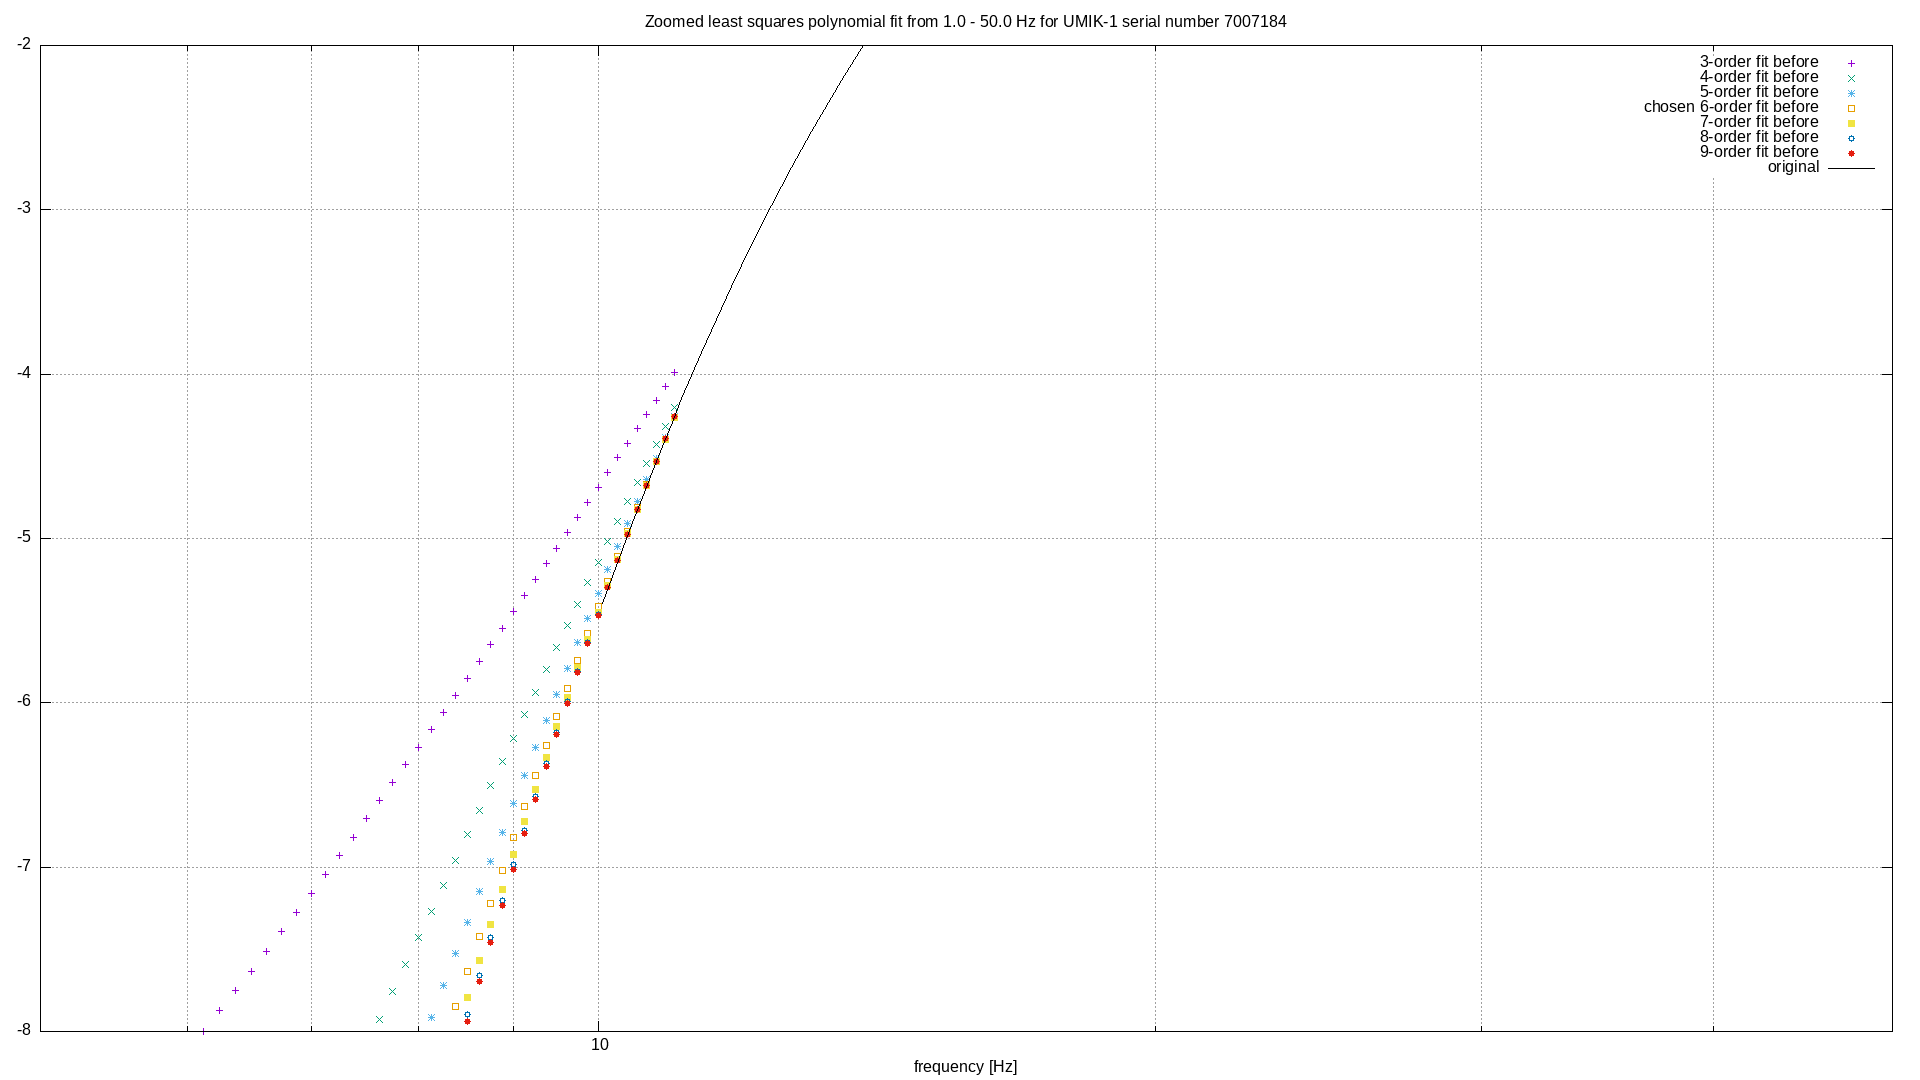 Zoomed least squares polynomial fit from 1.0 - 50.0 Hz for UMIK-1 serial number 7007184
-2
-3
-4
-5
-6
-7
-8
3-order fit before
4-order fit before
5-order fit before
chosen 6-order fit before
7-order fit before
8-order fit before
9-order fit before
original
10
frequency [Hz]